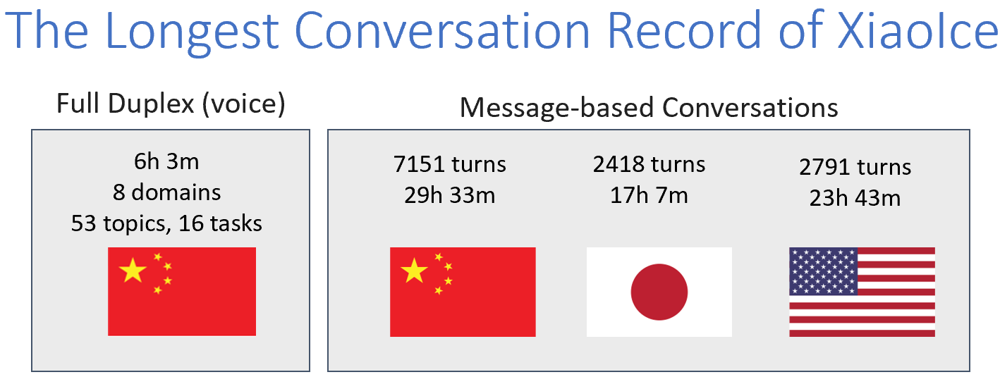 The Longest Conversation Record of XiaoIce
Full Duplex (voice)
6h 3m
8 domains
53 topics, 16 tasks
Message-based Conversations
7151 turns
29h 33m
2418 turns
17h 7m
2791 turns
23h 43m